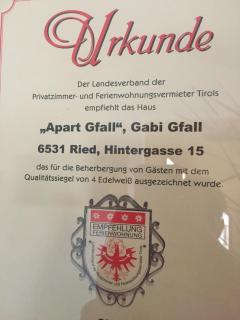 Urkunde
Der Landesverband der
Privatzimmer- und Ferienwohnungsvermieter Tirols
empfiehlt das Haus
„Apart Gfall", Gabi Gfall
6531 Ried, Hintergasse 15
das für die Beherbergung von Gästen mit dem
Qualitätssiegel von 4 Edelweiß ausgezeichnet wurde.
EMPFEHLUNG
FERIENWOHNUNG